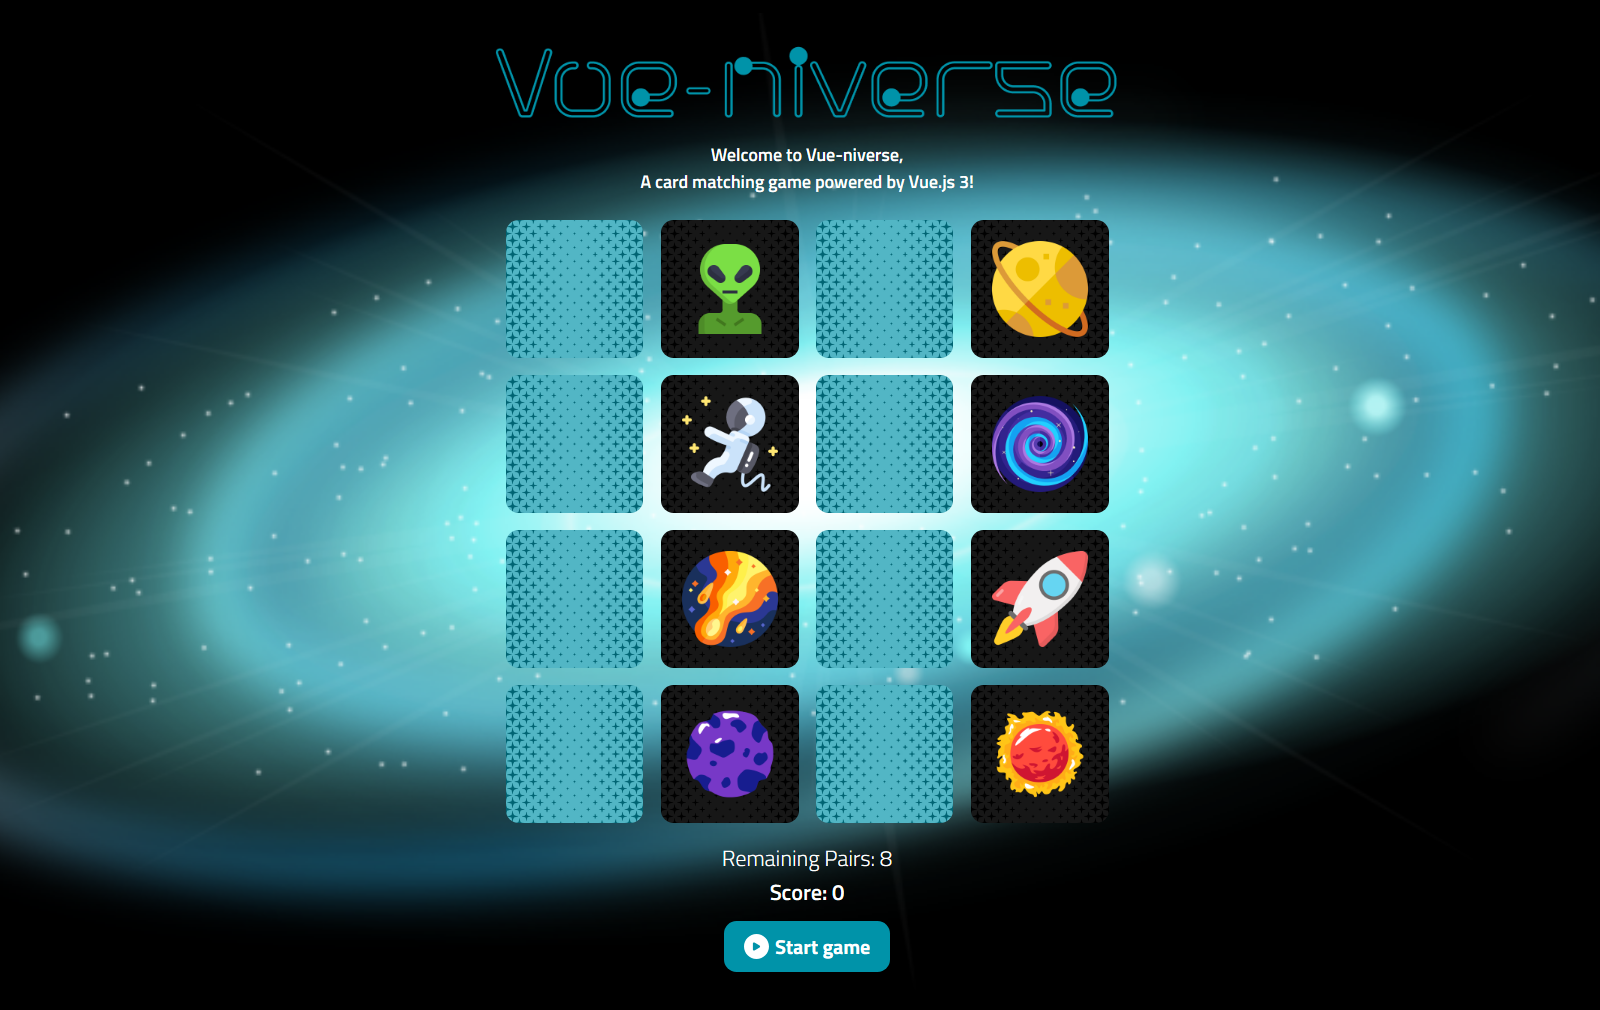 Vue-niverse
Welcome to Vue-niverse,
A card matching game powered by Vue.js 3!
Remaining Pairs: 8
Score: 0
Start game